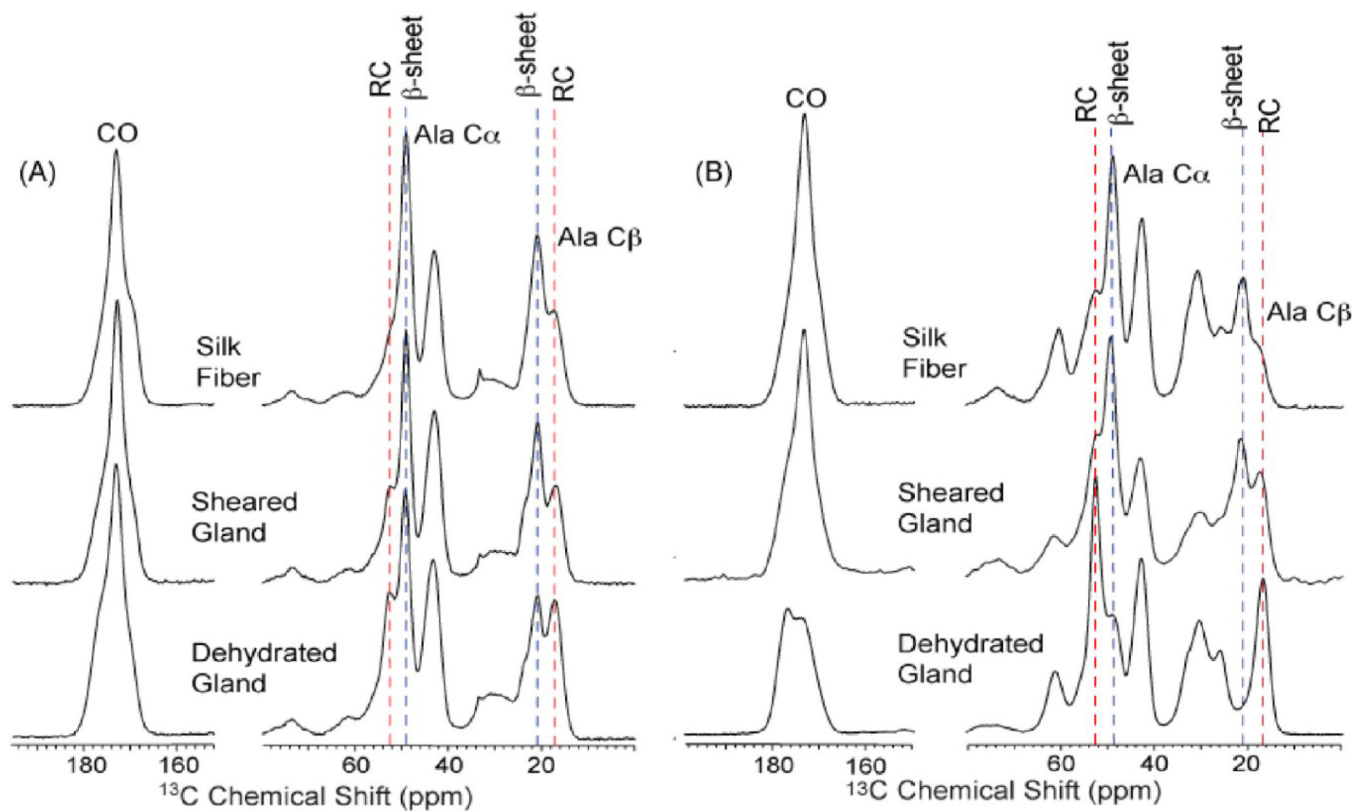 (A)
CO
RC
β-sheet
β-sheet
RC
Ala Cα
Ala Cβ
Silk
Fiber
Sheared
Gland
Dehydrated
Gland
180 160 60 40 20
¹³C Chemical Shift (ppm)
(B)
CO
RC
β-sheet
β-sheet
RC
Ala Cα
Ala Cβ
Silk
Fiber
Sheared
Gland
Dehydrated
Gland
180 160 60 40 20
¹³C Chemical Shift (ppm)